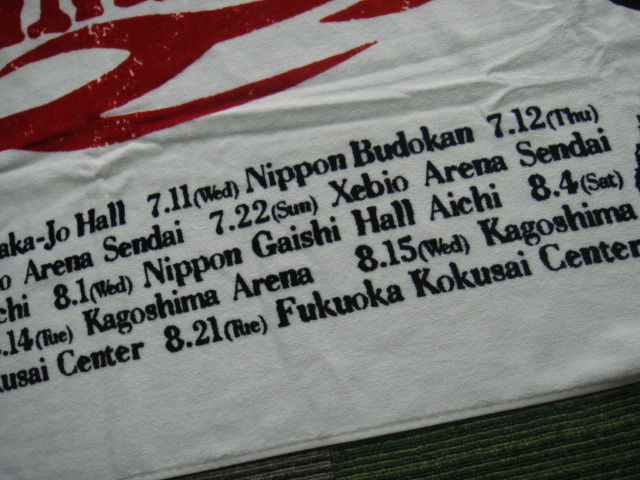 aka-Jo Hall 7.11(Wed) Nippon Budokan 7.12(Thu)
o Arena Sendai 7.22(Sun) Xebio Arena Sendai
chi 8.1(Wed) Nippon Gaishi Hall Aichi 8.4(Sat)
.14(Tue) Kagoshima Arena 8.15(Wed) Kagoshima
kusai Center 8.21(Tue) Fukuoka Kokusai Center